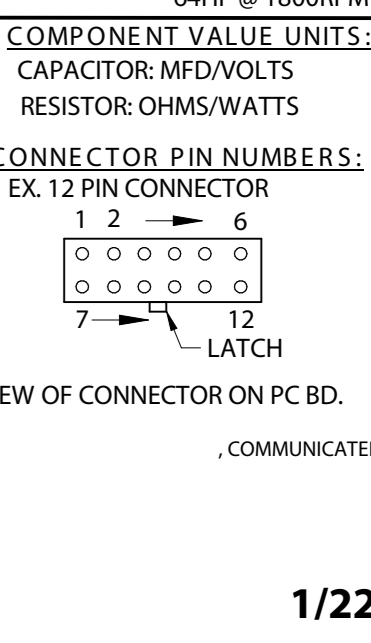 @ 1800RPM
COMPONENT VALUE UNITS:
CAPACITOR: MFD/VOLTS
RESISTOR: OHMS/WATTS
CONNECTOR PIN NUMBERS:
EX. 12 PIN CONNECTOR
1 2 6
7 12
LATCH
EW OF CONNECTOR ON PC BD.
, COMMUNICATE
1/22